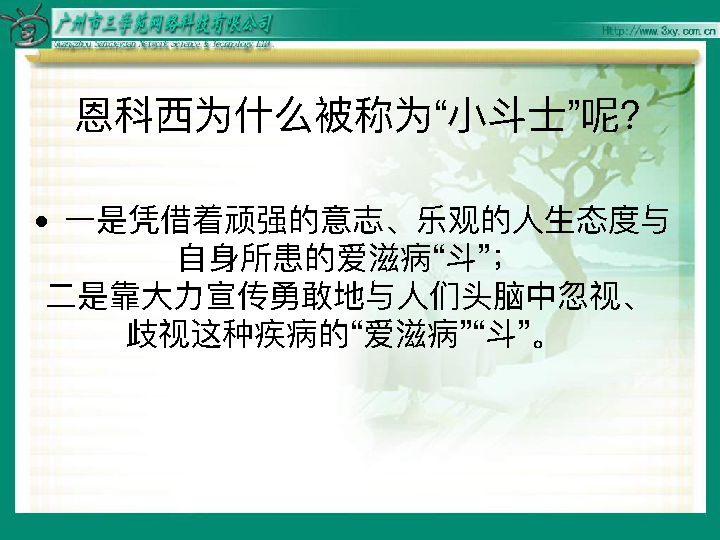 广州市三学苑网络科技有限公司
Guangzhou Sanxueyuan Network Science & Technology Ltd.
Http://www.3xy.com.cn
恩科西为什么被称为“小斗士”呢？
• 一是凭借着顽强的意志、乐观的人生态度与
自身所患的爱滋病“斗”；
二是靠大力宣传勇敢地与人们头脑中忽视、
歧视这种疾病的“爱滋病”“斗”。